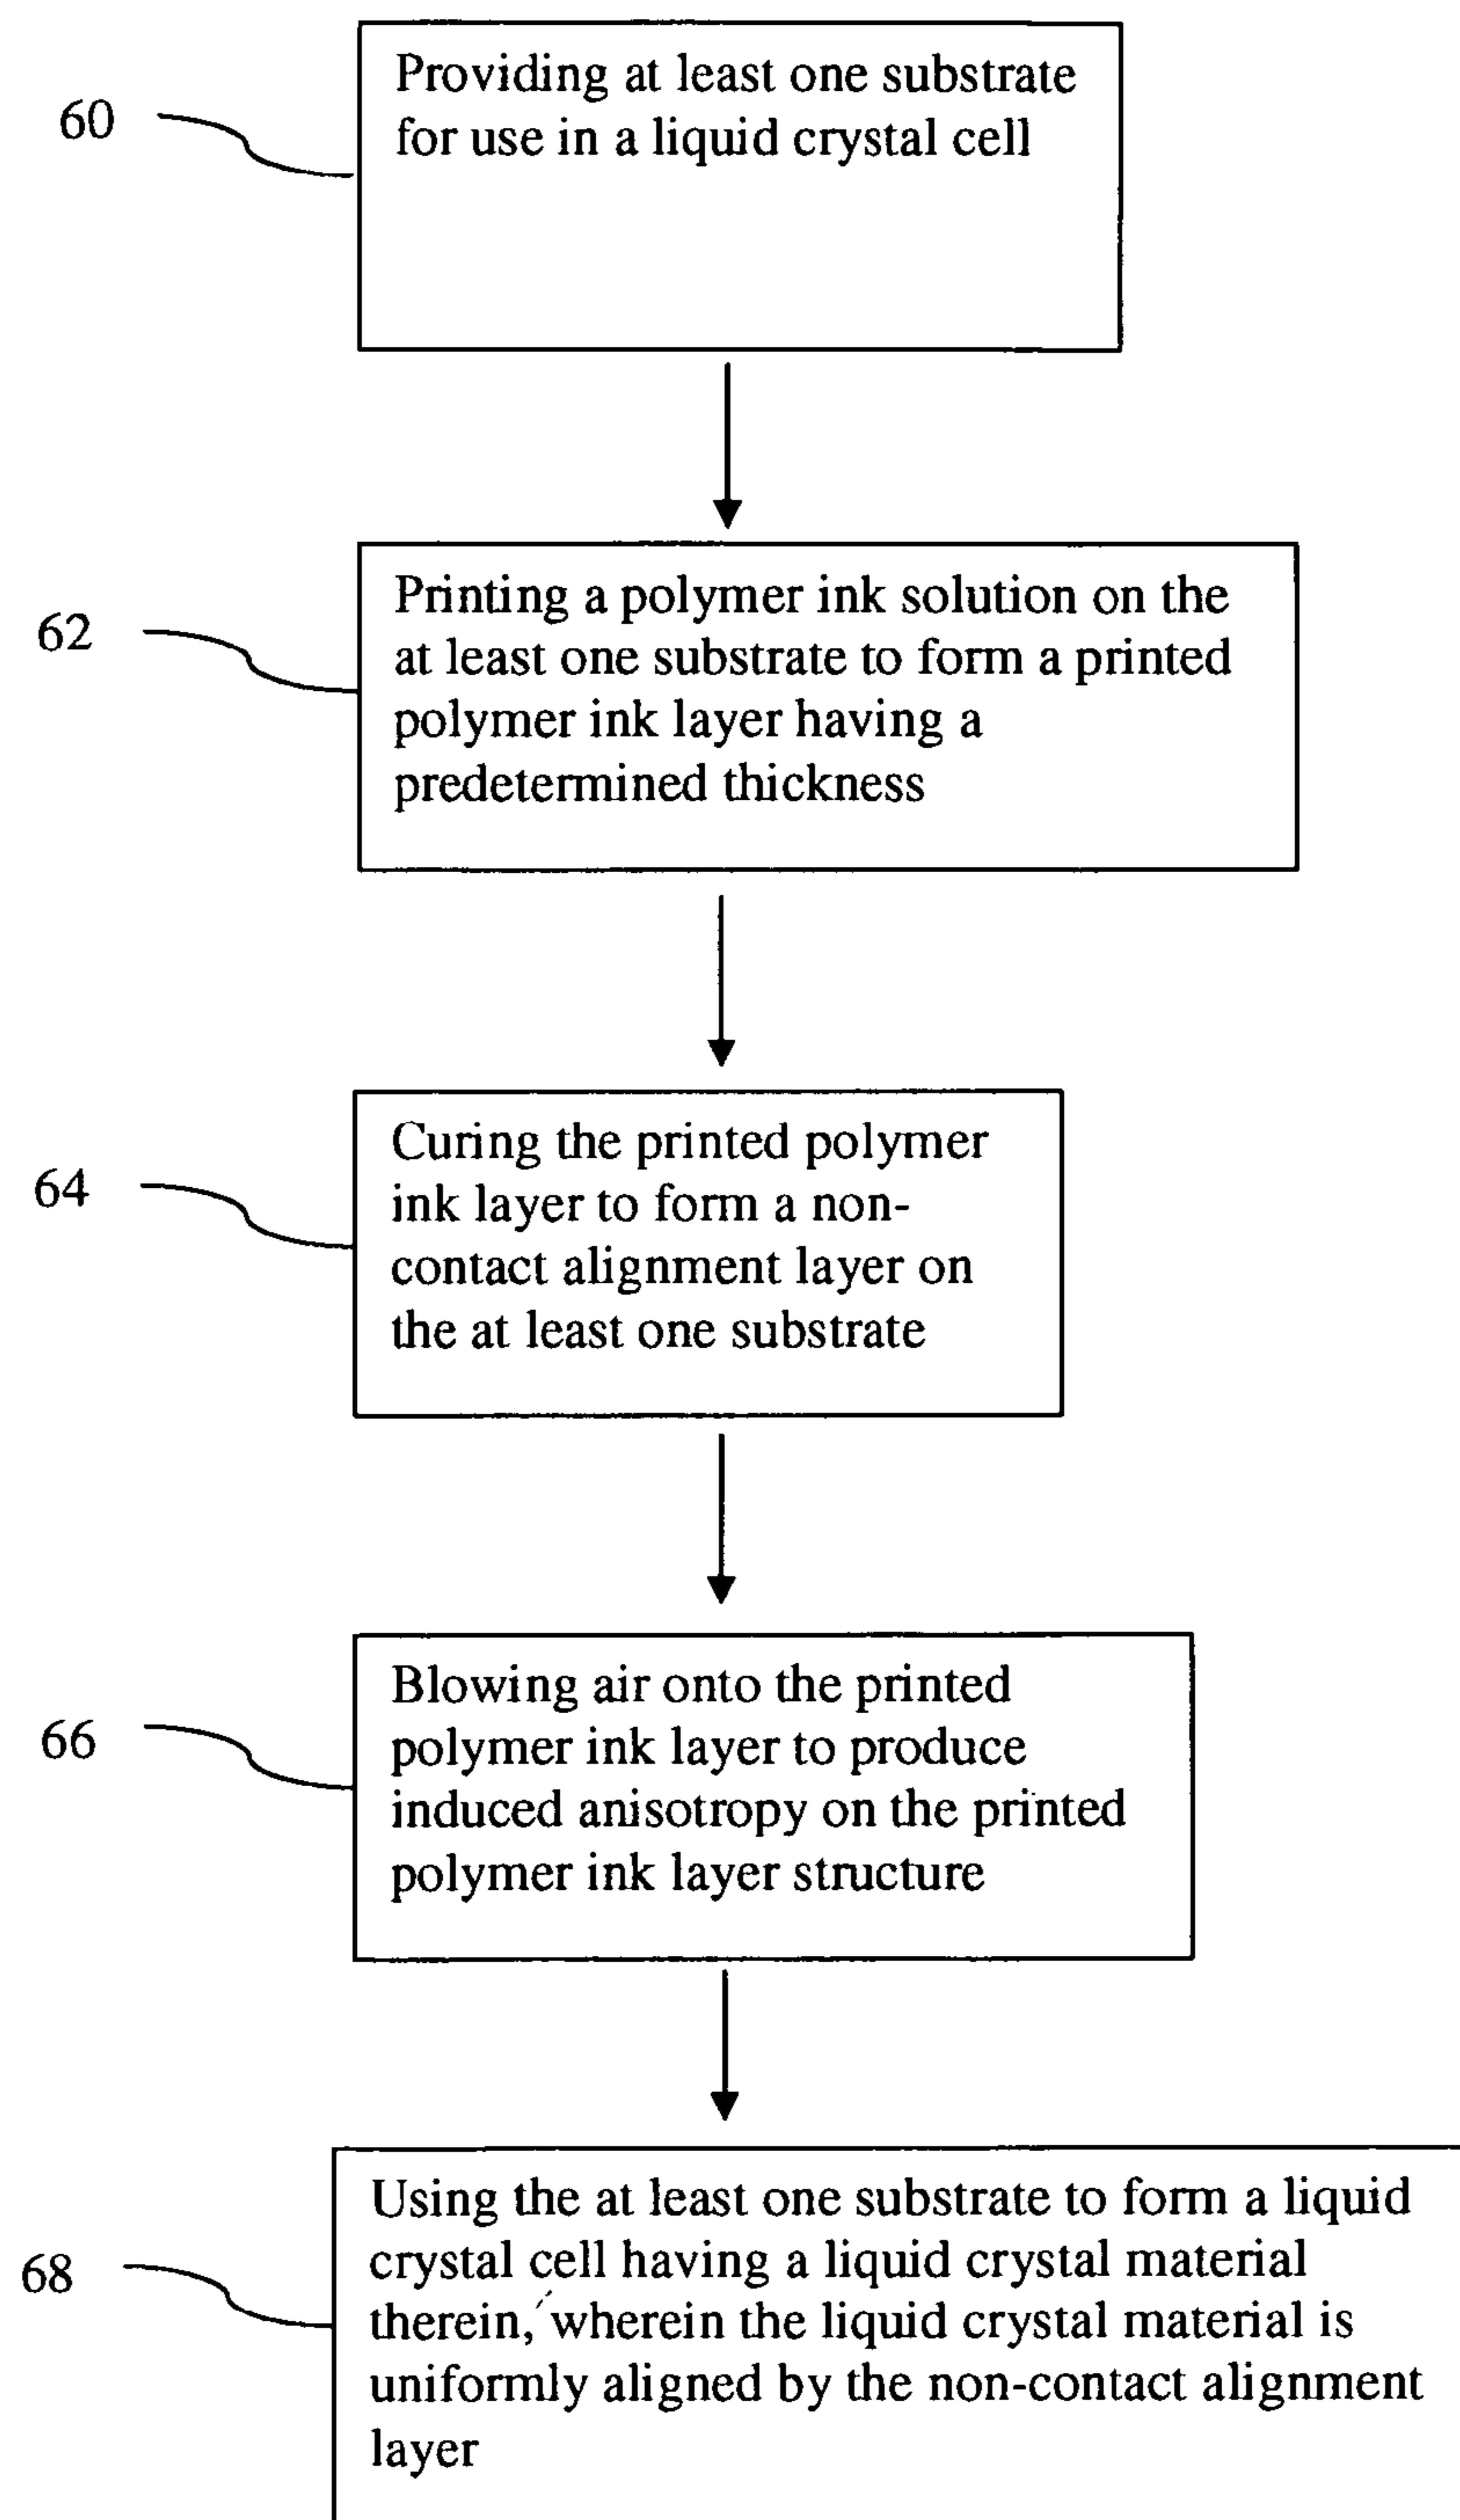 60
Providing at least one substrate
for use in a liquid crystal cell
62
Printing a polymer ink solution on the
at least one substrate to form a printed
polymer ink layer having a
predetermined thickness
64
Curing the printed polymer
ink layer to form a non-
contact alignment layer on
the at least one substrate
66
Blowing air onto the printed
polymer ink layer to produce
induced anisotropy on the printed
polymer ink layer structure
68
Using the at least one substrate to form a liquid
crystal cell having a liquid crystal material
therein, wherein the liquid crystal material is
uniformly aligned by the non-contact alignment
layer